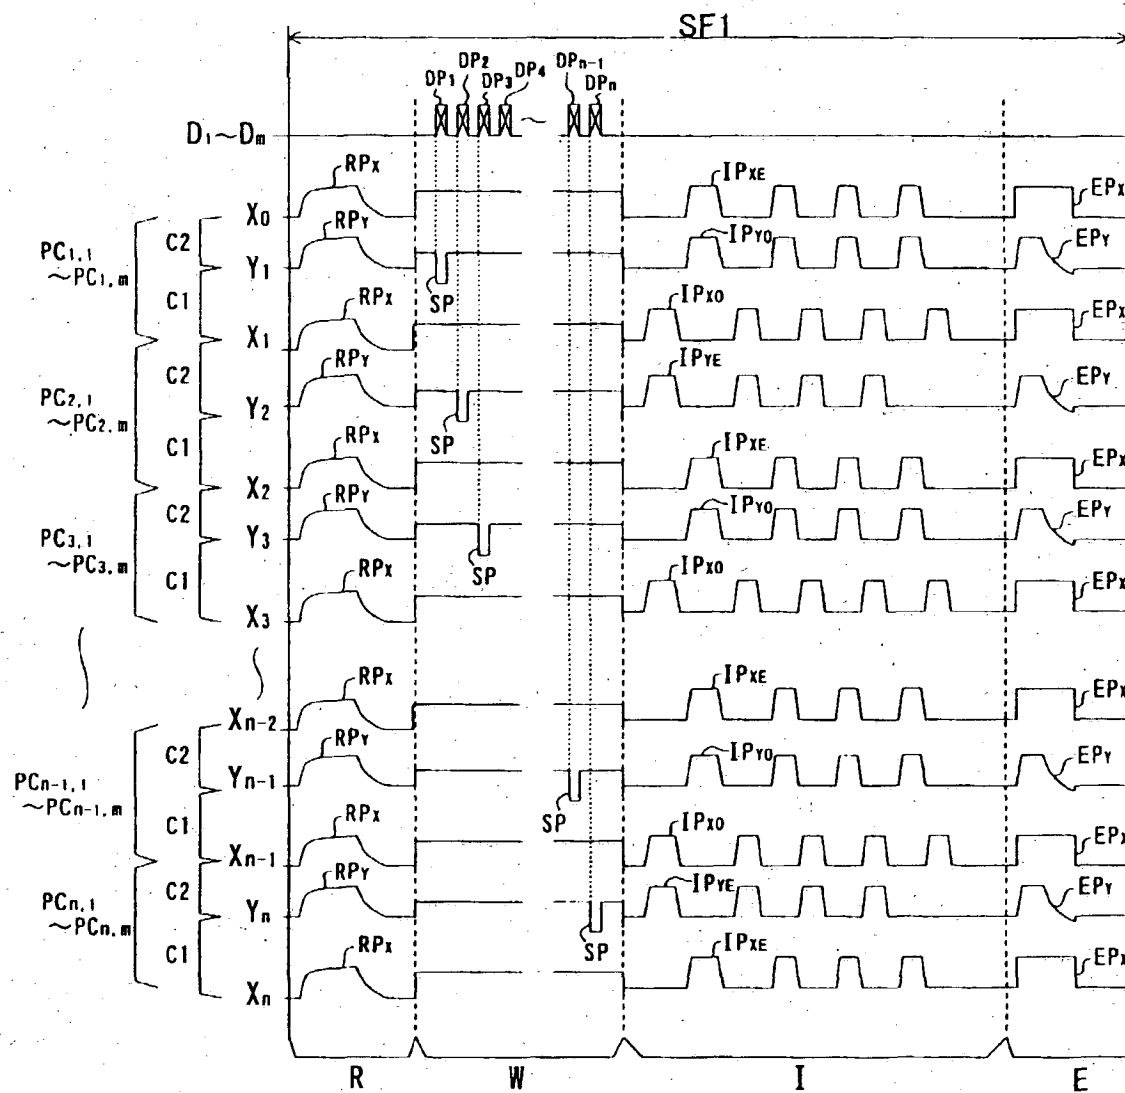 SF1
DP1 DP2 DP3 DP4 ~ DPn-1 DPn
D1~Dm
X0 RPX IPXE EPX
PC1,1 ~PC1,m
C2
Y1 RPY SP IPYO EPY
C1
X1 RPX IPXO EPX
PC2,1 ~PC2,m
C2
Y2 RPY SP IPYE EPY
C1
X2 RPX IPXE EPX
PC3,1 ~PC3,m
C2
Y3 RPY SP IPYO EPY
C1
X3 RPX IPXO EPX
Xn-2 RPX IPXE EPX
PCn-1,1 ~PCn-1,m
C2
Yn-1 RPY SP IPYO EPY
C1
Xn-1 RPX IPXO EPX
PCn,1 ~PCn,m
C2
Yn RPY SP IPYE EPY
C1
Xn RPX IPXE EPX
R W I E